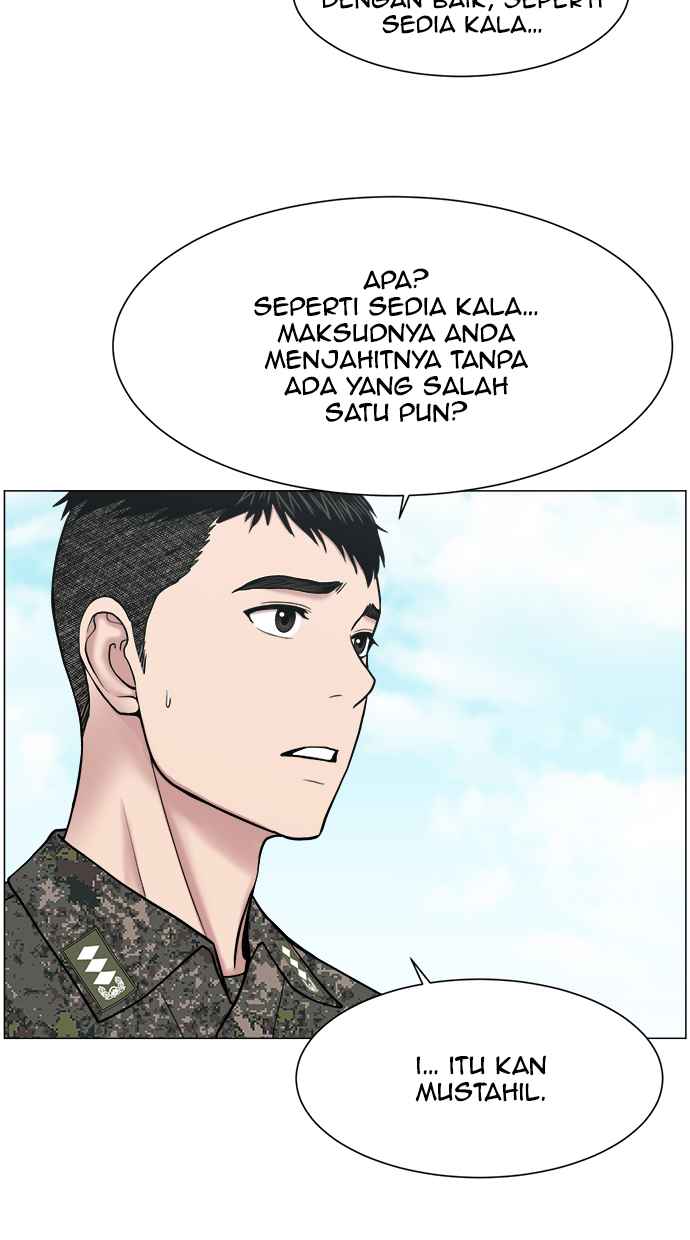 DENGAN BAIK, SEPERTI
SEDIA KALA...
APA?
SEPERTI SEDIA KALA...
MAKSUDNYA ANDA
MENJAHITNYA TANPA
ADA YANG SALAH
SATU PUN?
I... ITU KAN
MUSTAHIL.